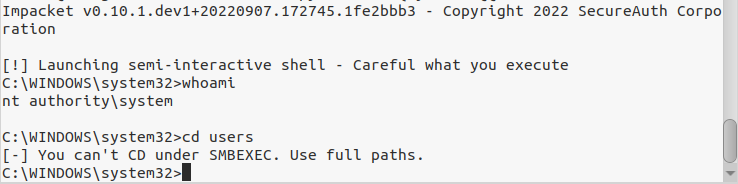 Impacket v0.10.1.dev1+20220907.172745.1fe2bbb3 - Copyright 2022 SecureAuth Corpo
ration

[!] Launching semi-interactive shell - Careful what you execute
C:\WINDOWS\system32>whoami
nt authority\system

C:\WINDOWS\system32>cd users
[-] You can't CD under SMBEXEC. Use full paths.
C:\WINDOWS\system32>